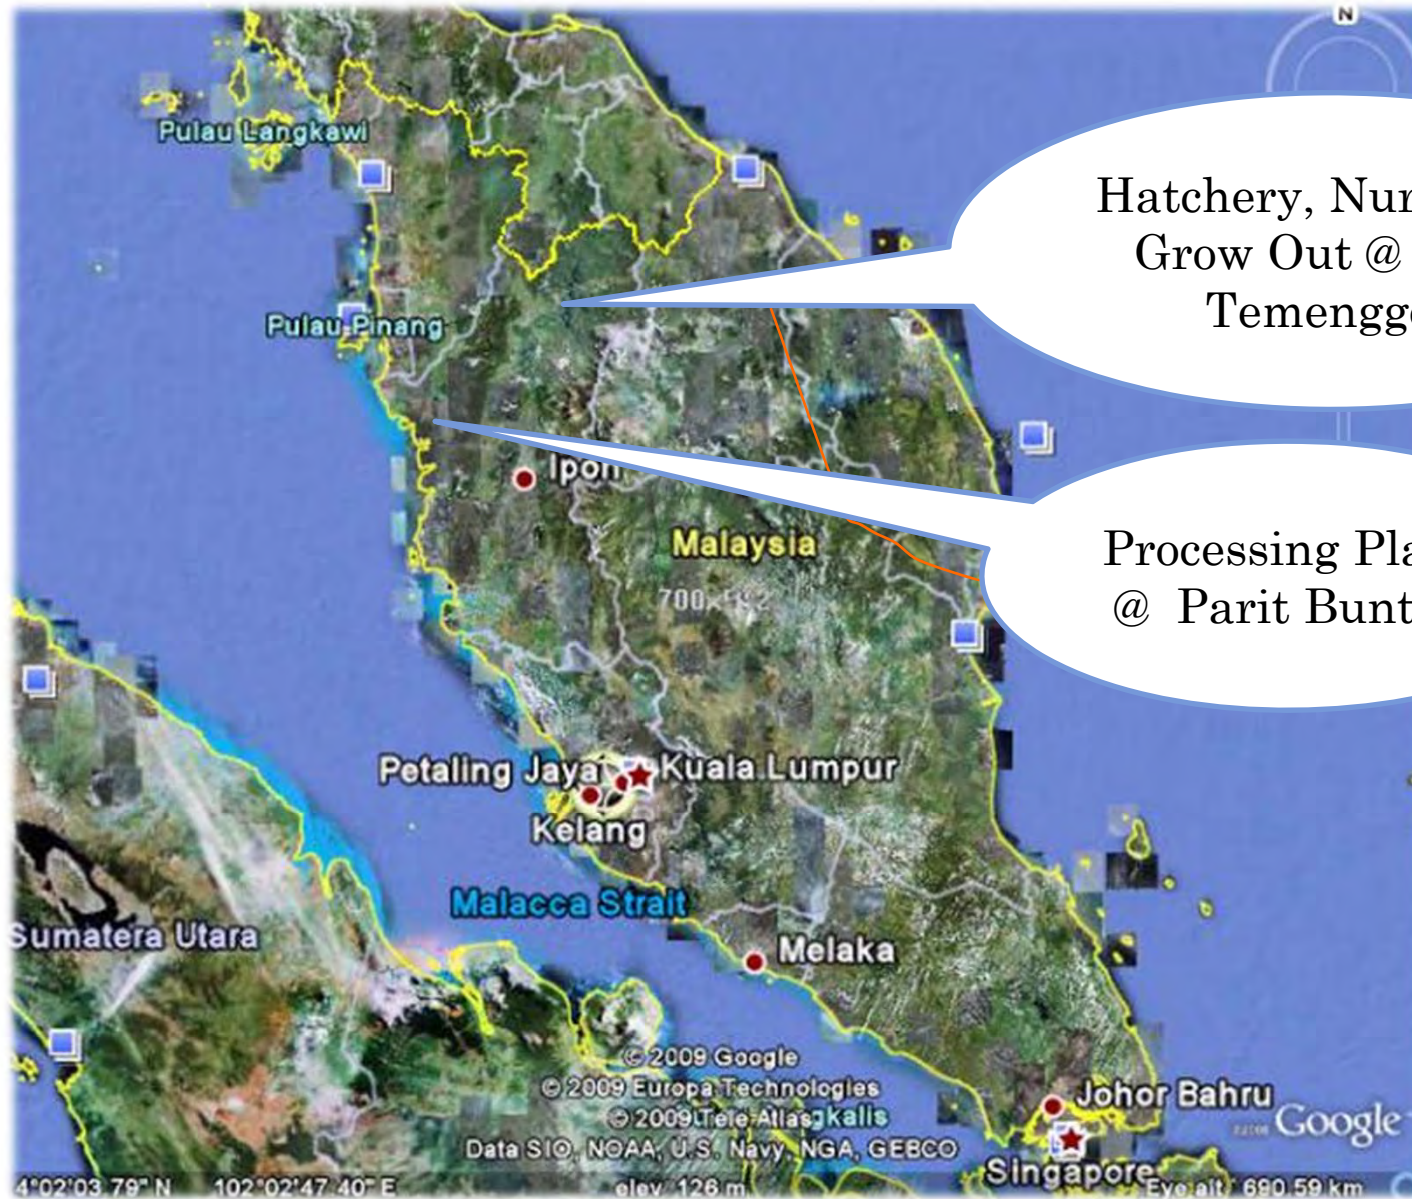 N
Pulau Langkawi
Hatchery, Nur
Grow Out @
Temengg
Pulau Pinang
Ipoh
Processing Pla
@ Parit Bunt
Malaysia
Petaling Jaya
Kuala Lumpur
Kelang
Malacca Strait
Sumatera Utara
Melaka
© 2009 Google
© 2009 Europa Technologies
© 2009 Tele Atlas gkalis
Data SIO, NOAA, U.S. Navy, NGA, GEBCO
Johor Bahru
Google
Singapore
4°02'03.79" N 102°02'47.40" E elev 126 m Eye alt 690.59 km